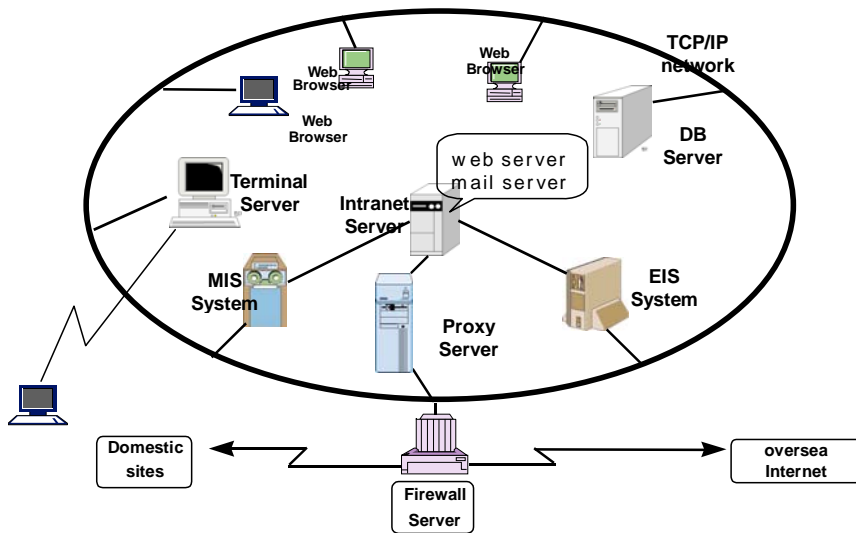 TCP/IP
network
Web
Browser
Web
Browser
Web
Browser
DB
Server
web server
mail server
Terminal
Server
Intranet
Server
MIS
System
EIS
System
Proxy
Server
Domestic
sites
oversea
Internet
Firewall
Server